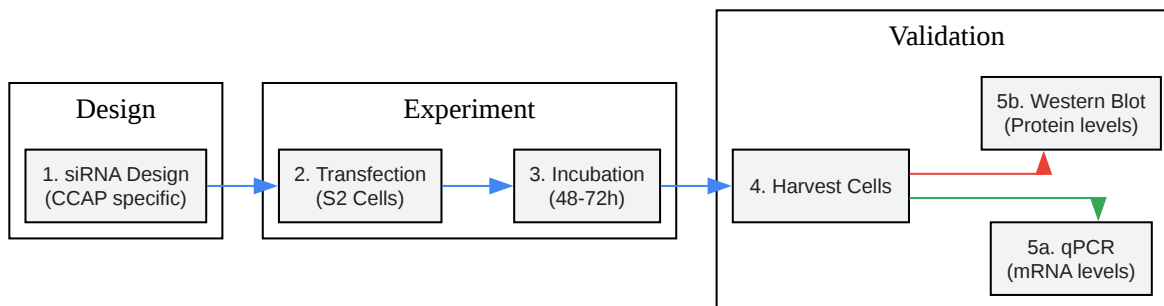 Design
1. siRNA Design
(CCAP specific)
Experiment
2. Transfection
(S2 Cells)
3. Incubation
(48-72h)
Validation
4. Harvest Cells
5b. Western Blot
(Protein levels)
5a. qPCR
(mRNA levels)